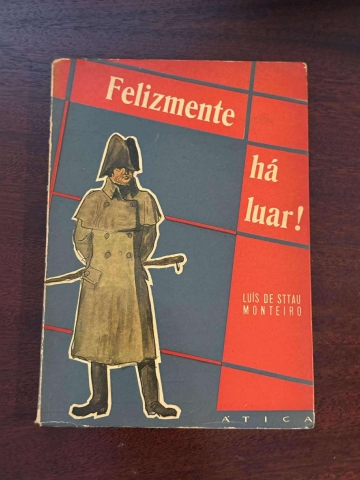 Felizmente
há
luar!
LUÍS DE STTAU
MONTEIRO
ÁTICA